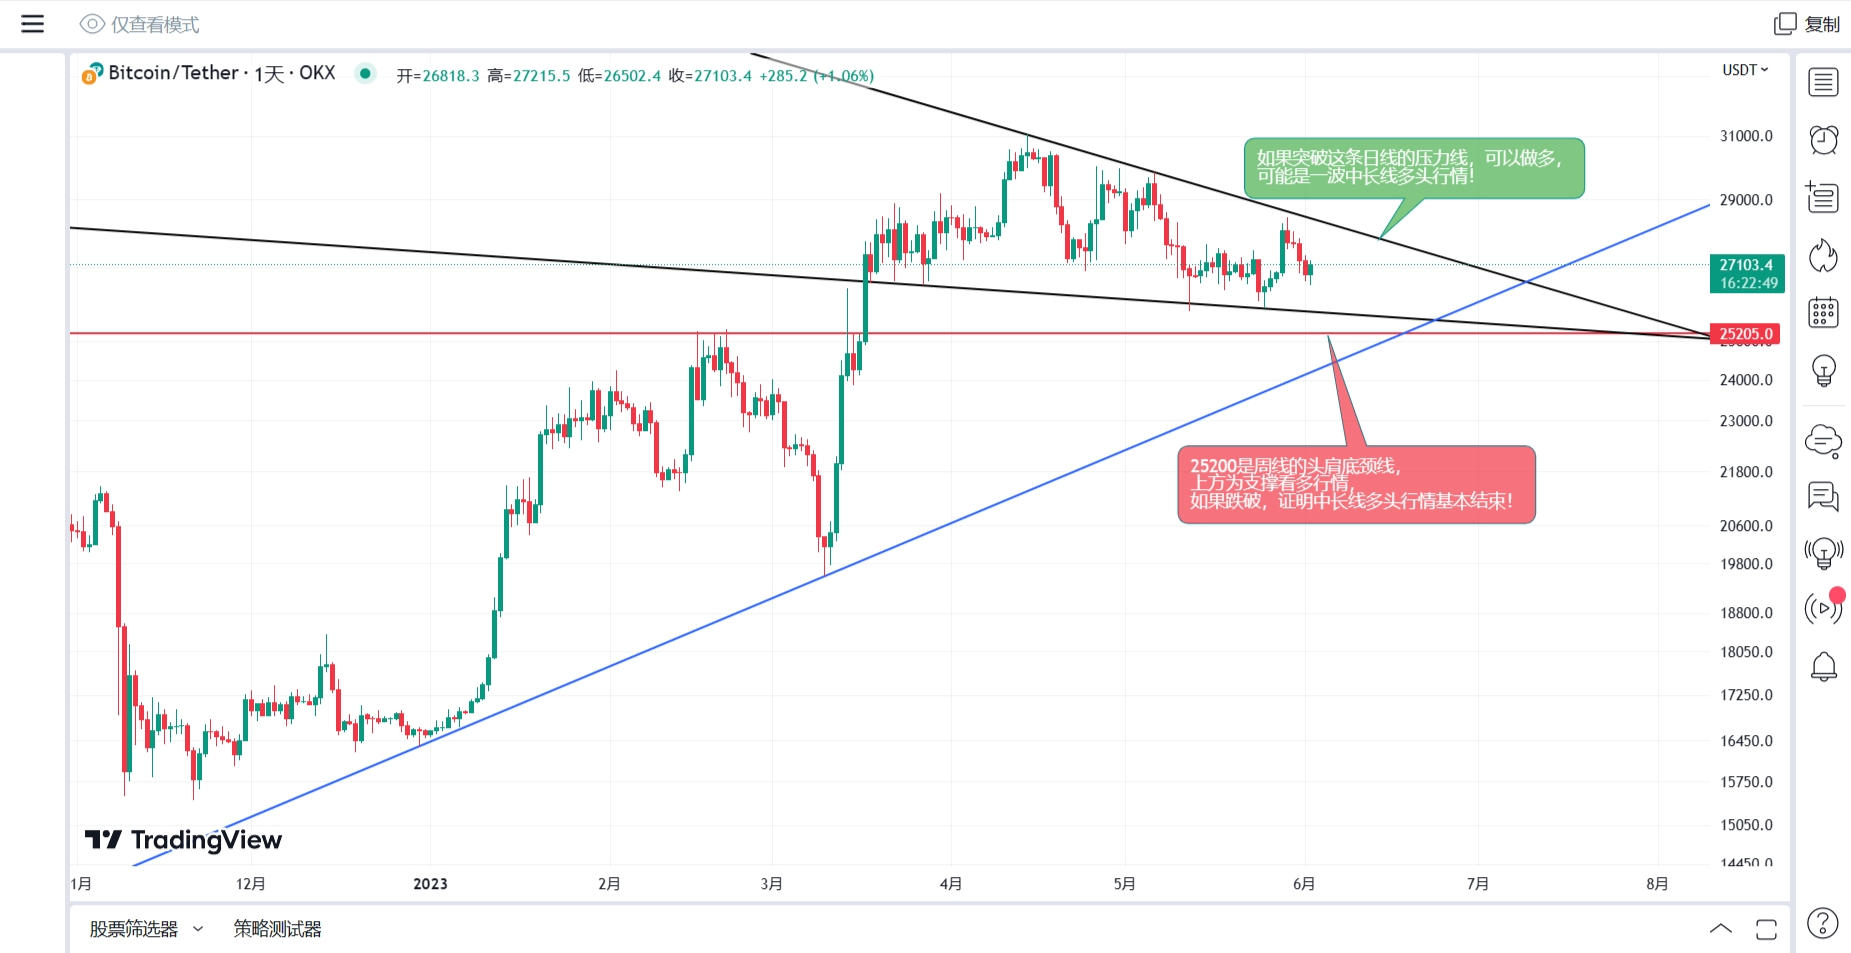 仅查看模式
复制
Bitcoin/Tether · 1天 · OKX 开=26818.3 高=27215.5 低=26502.4 收=27103.4 +285.2 (+1.06%)
USDT
31000.0
如果突破这条日线的压力线，可以做多，
可能是一波中长线多头行情！
29000.0
27103.4
16:22:49
25205.0
24000.0
23000.0
25200是周线的头肩底颈线，
上方为支撑看多行情，
如果跌破，证明中长线多头行情基本结束！
21800.0
20600.0
19800.0
18800.0
18050.0
17250.0
16450.0
15750.0
15050.0
14450.0
TradingView
1月 12月 2023 2月 3月 4月 5月 6月 7月 8月
股票筛选器 策略测试器